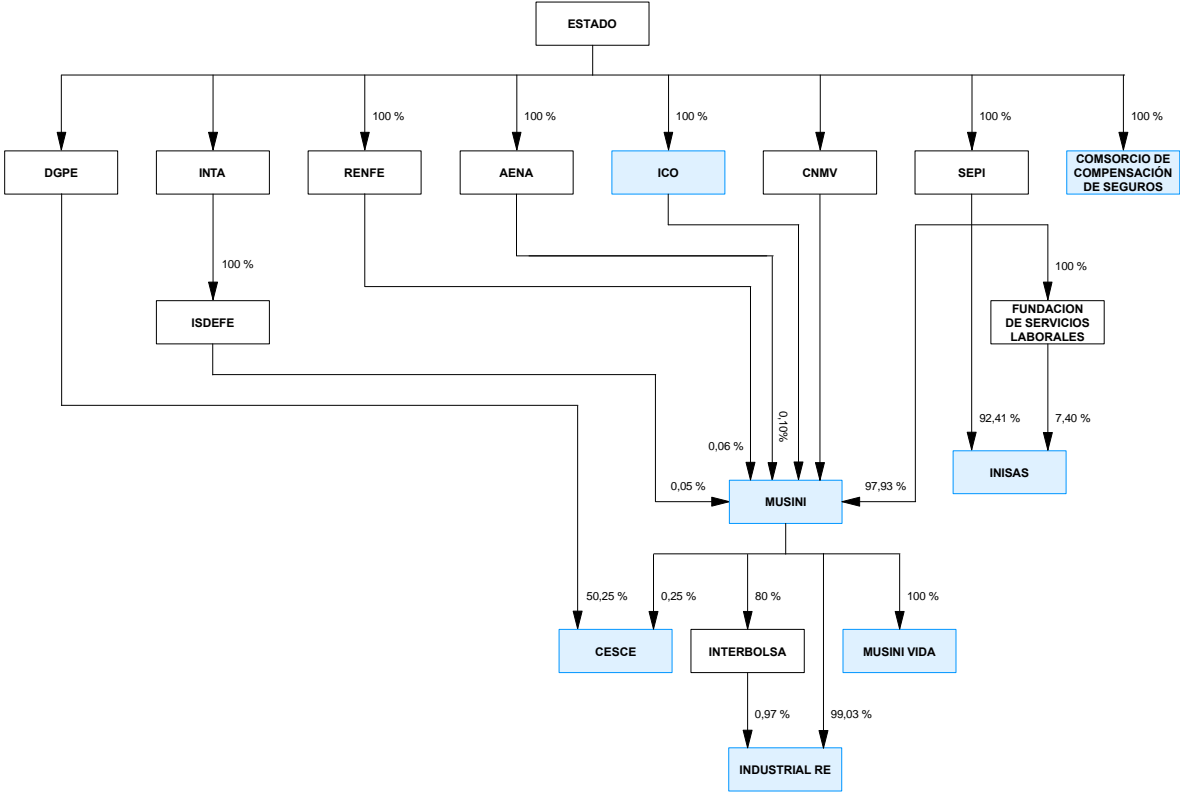 ESTADO
100 %
100 %
100 %
100 %
100 %
DGPE
INTA
RENFE
AENA
ICO
CNMV
SEPI
COMSORCIO DE
COMPENSACIÓN
DE SEGUROS
100 %
100 %
ISDEFE
FUNDACION
DE SERVICIOS
LABORALES
0,06 %
0,10%
92,41 %
7,40 %
INISAS
0,05 %
97,93 %
MUSINI
50,25 %
0,25 %
80 %
100 %
CESCE
INTERBOLSA
MUSINI VIDA
0,97 %
99,03 %
INDUSTRIAL RE